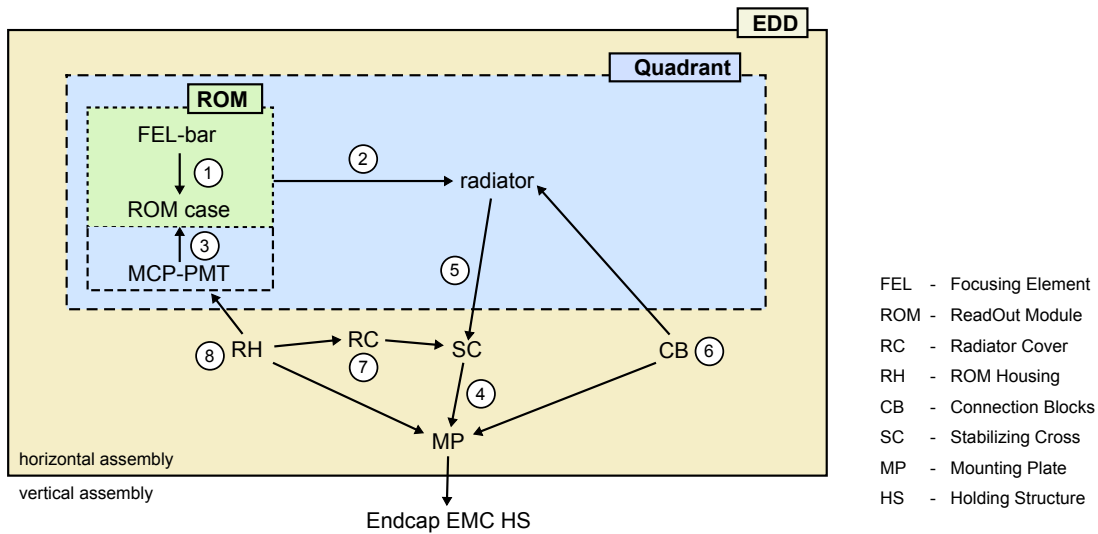 EDD
Quadrant
ROM
FEL-bar
1
2
radiator
ROM case
3
MCP-PMT
5
8
RH
RC
7
SC
CB
6
4
MP
horizontal assembly
vertical assembly
Endcap EMC HS
FEL - Focusing Element
ROM - ReadOut Module
RC - Radiator Cover
RH - ROM Housing
CB - Connection Blocks
SC - Stabilizing Cross
MP - Mounting Plate
HS - Holding Structure